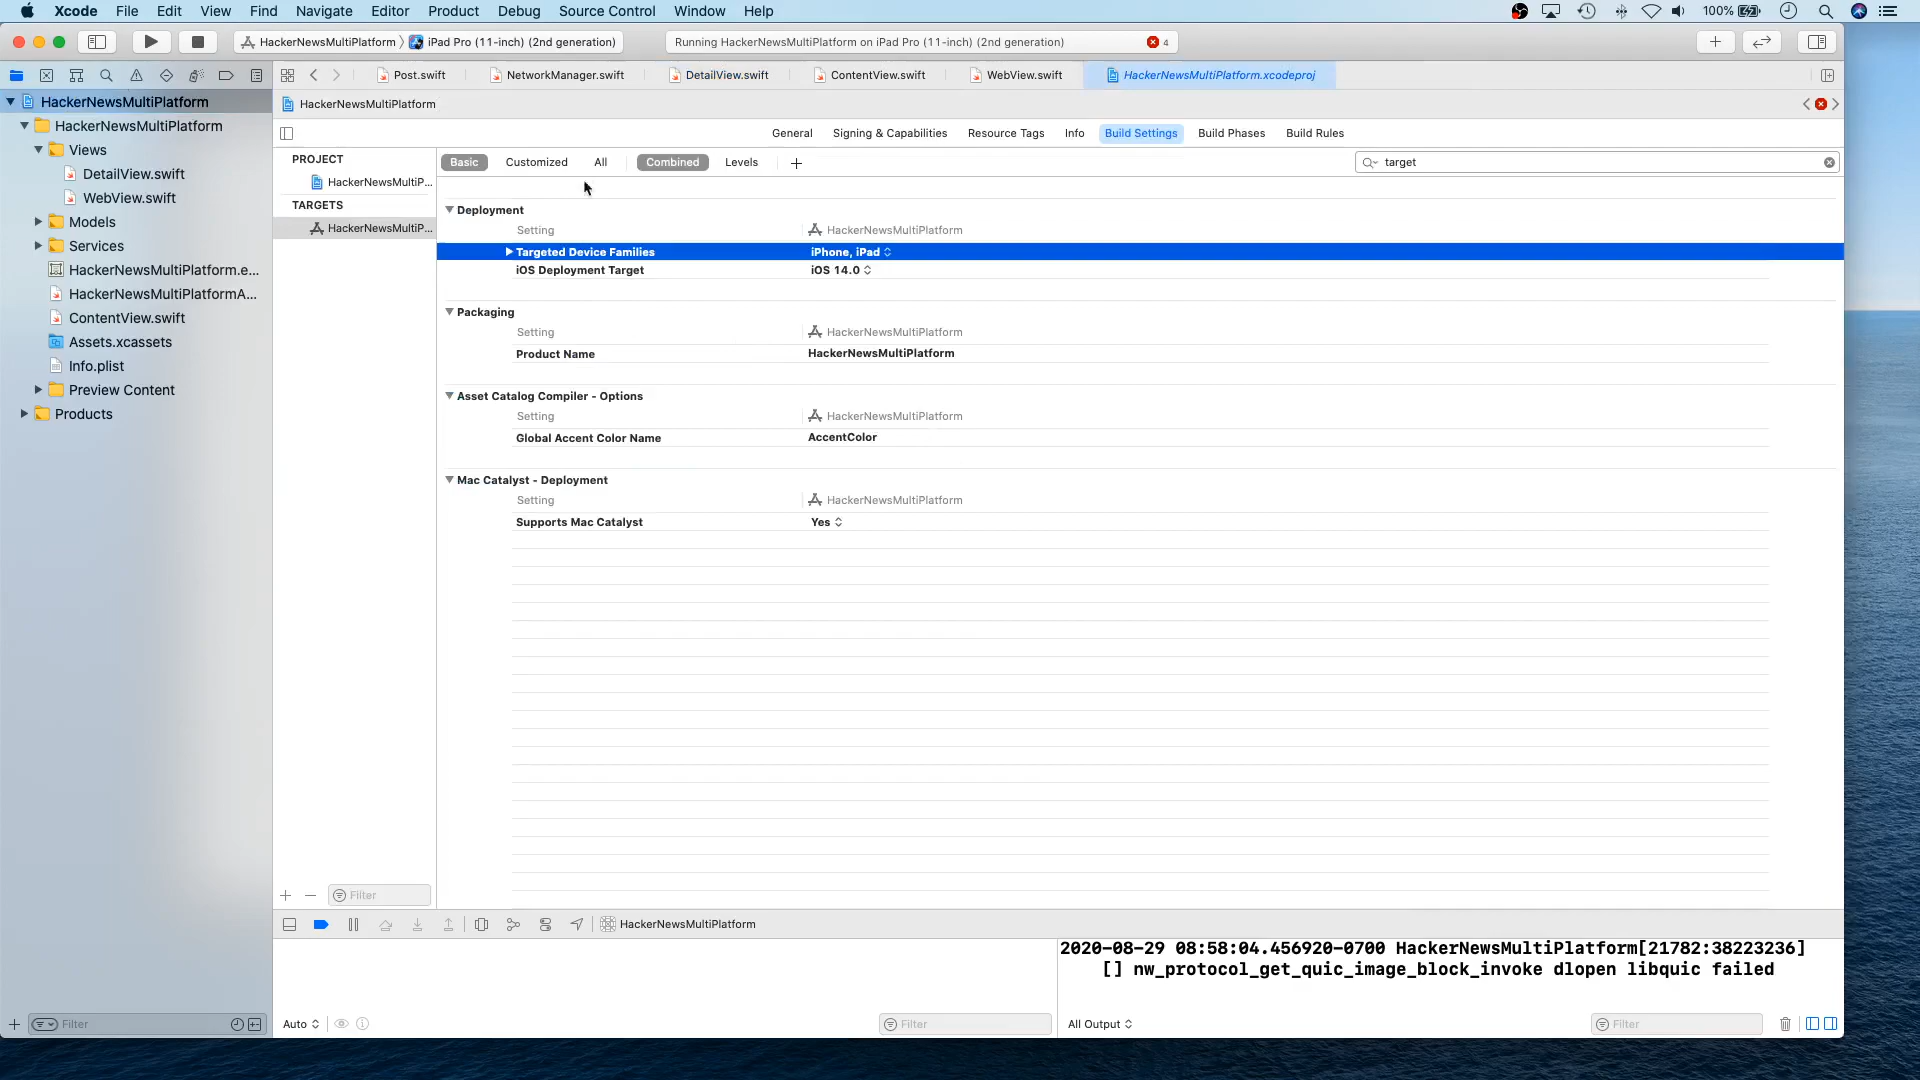 Xcode File Edit View Find Navigate Editor Product Debug Source Control Window Help 100%
HackerNewsMultiPlatform iPad Pro (11-inch) (2nd generation) Running HackerNewsMultiPlatform on iPad Pro (11-inch) (2nd generation) 4
Post.swift NetworkManager.swift DetailView.swift ContentView.swift WebView.swift HackerNewsMultiPlatform.xcodeproj
HackerNewsMultiPlatform
HackerNewsMultiPlatform
Views
DetailView.swift
WebView.swift
Models
Services
HackerNewsMultiPlatform.e...
HackerNewsMultiPlatformA...
ContentView.swift
Assets.xcassets
Info.plist
Preview Content
Products
Filter
HackerNewsMultiPlatform
General Signing & Capabilities Resource Tags Info Build Settings Build Phases Build Rules
PROJECT
HackerNewsMultiP...
TARGETS
HackerNewsMultiP...
Filter
Basic Customized All Combined Levels target
Deployment
Setting HackerNewsMultiPlatform
Targeted Device Families iPhone, iPad
iOS Deployment Target iOS 14.0
Packaging
Setting HackerNewsMultiPlatform
Product Name HackerNewsMultiPlatform
Asset Catalog Compiler - Options
Setting HackerNewsMultiPlatform
Global Accent Color Name AccentColor
Mac Catalyst - Deployment
Setting HackerNewsMultiPlatform
Supports Mac Catalyst Yes
HackerNewsMultiPlatform
2020-08-29 08:58:04.456920-0700 HackerNewsMultiPlatform[21782:38223236]
[] nw_protocol_get_quic_image_block_invoke dlopen libquic failed
Auto Filter All Output Filter